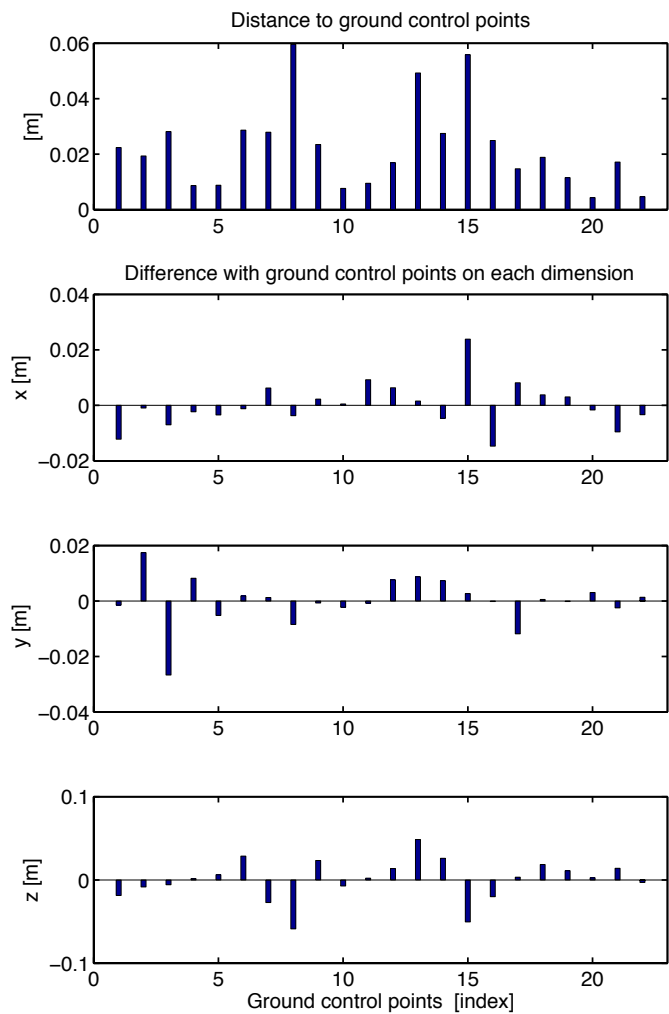 Distance to ground control points
0.06
0.04
[m]
0.02
0
0 5 10 15 20
Difference with ground control points on each dimension
0.04
0.02
x [m]
0
−0.02
0 5 10 15 20
0.02
0
y [m]
−0.02
−0.04
0 5 10 15 20
0.1
z [m]
0
−0.1
0 5 10 15 20
Ground control points [index]